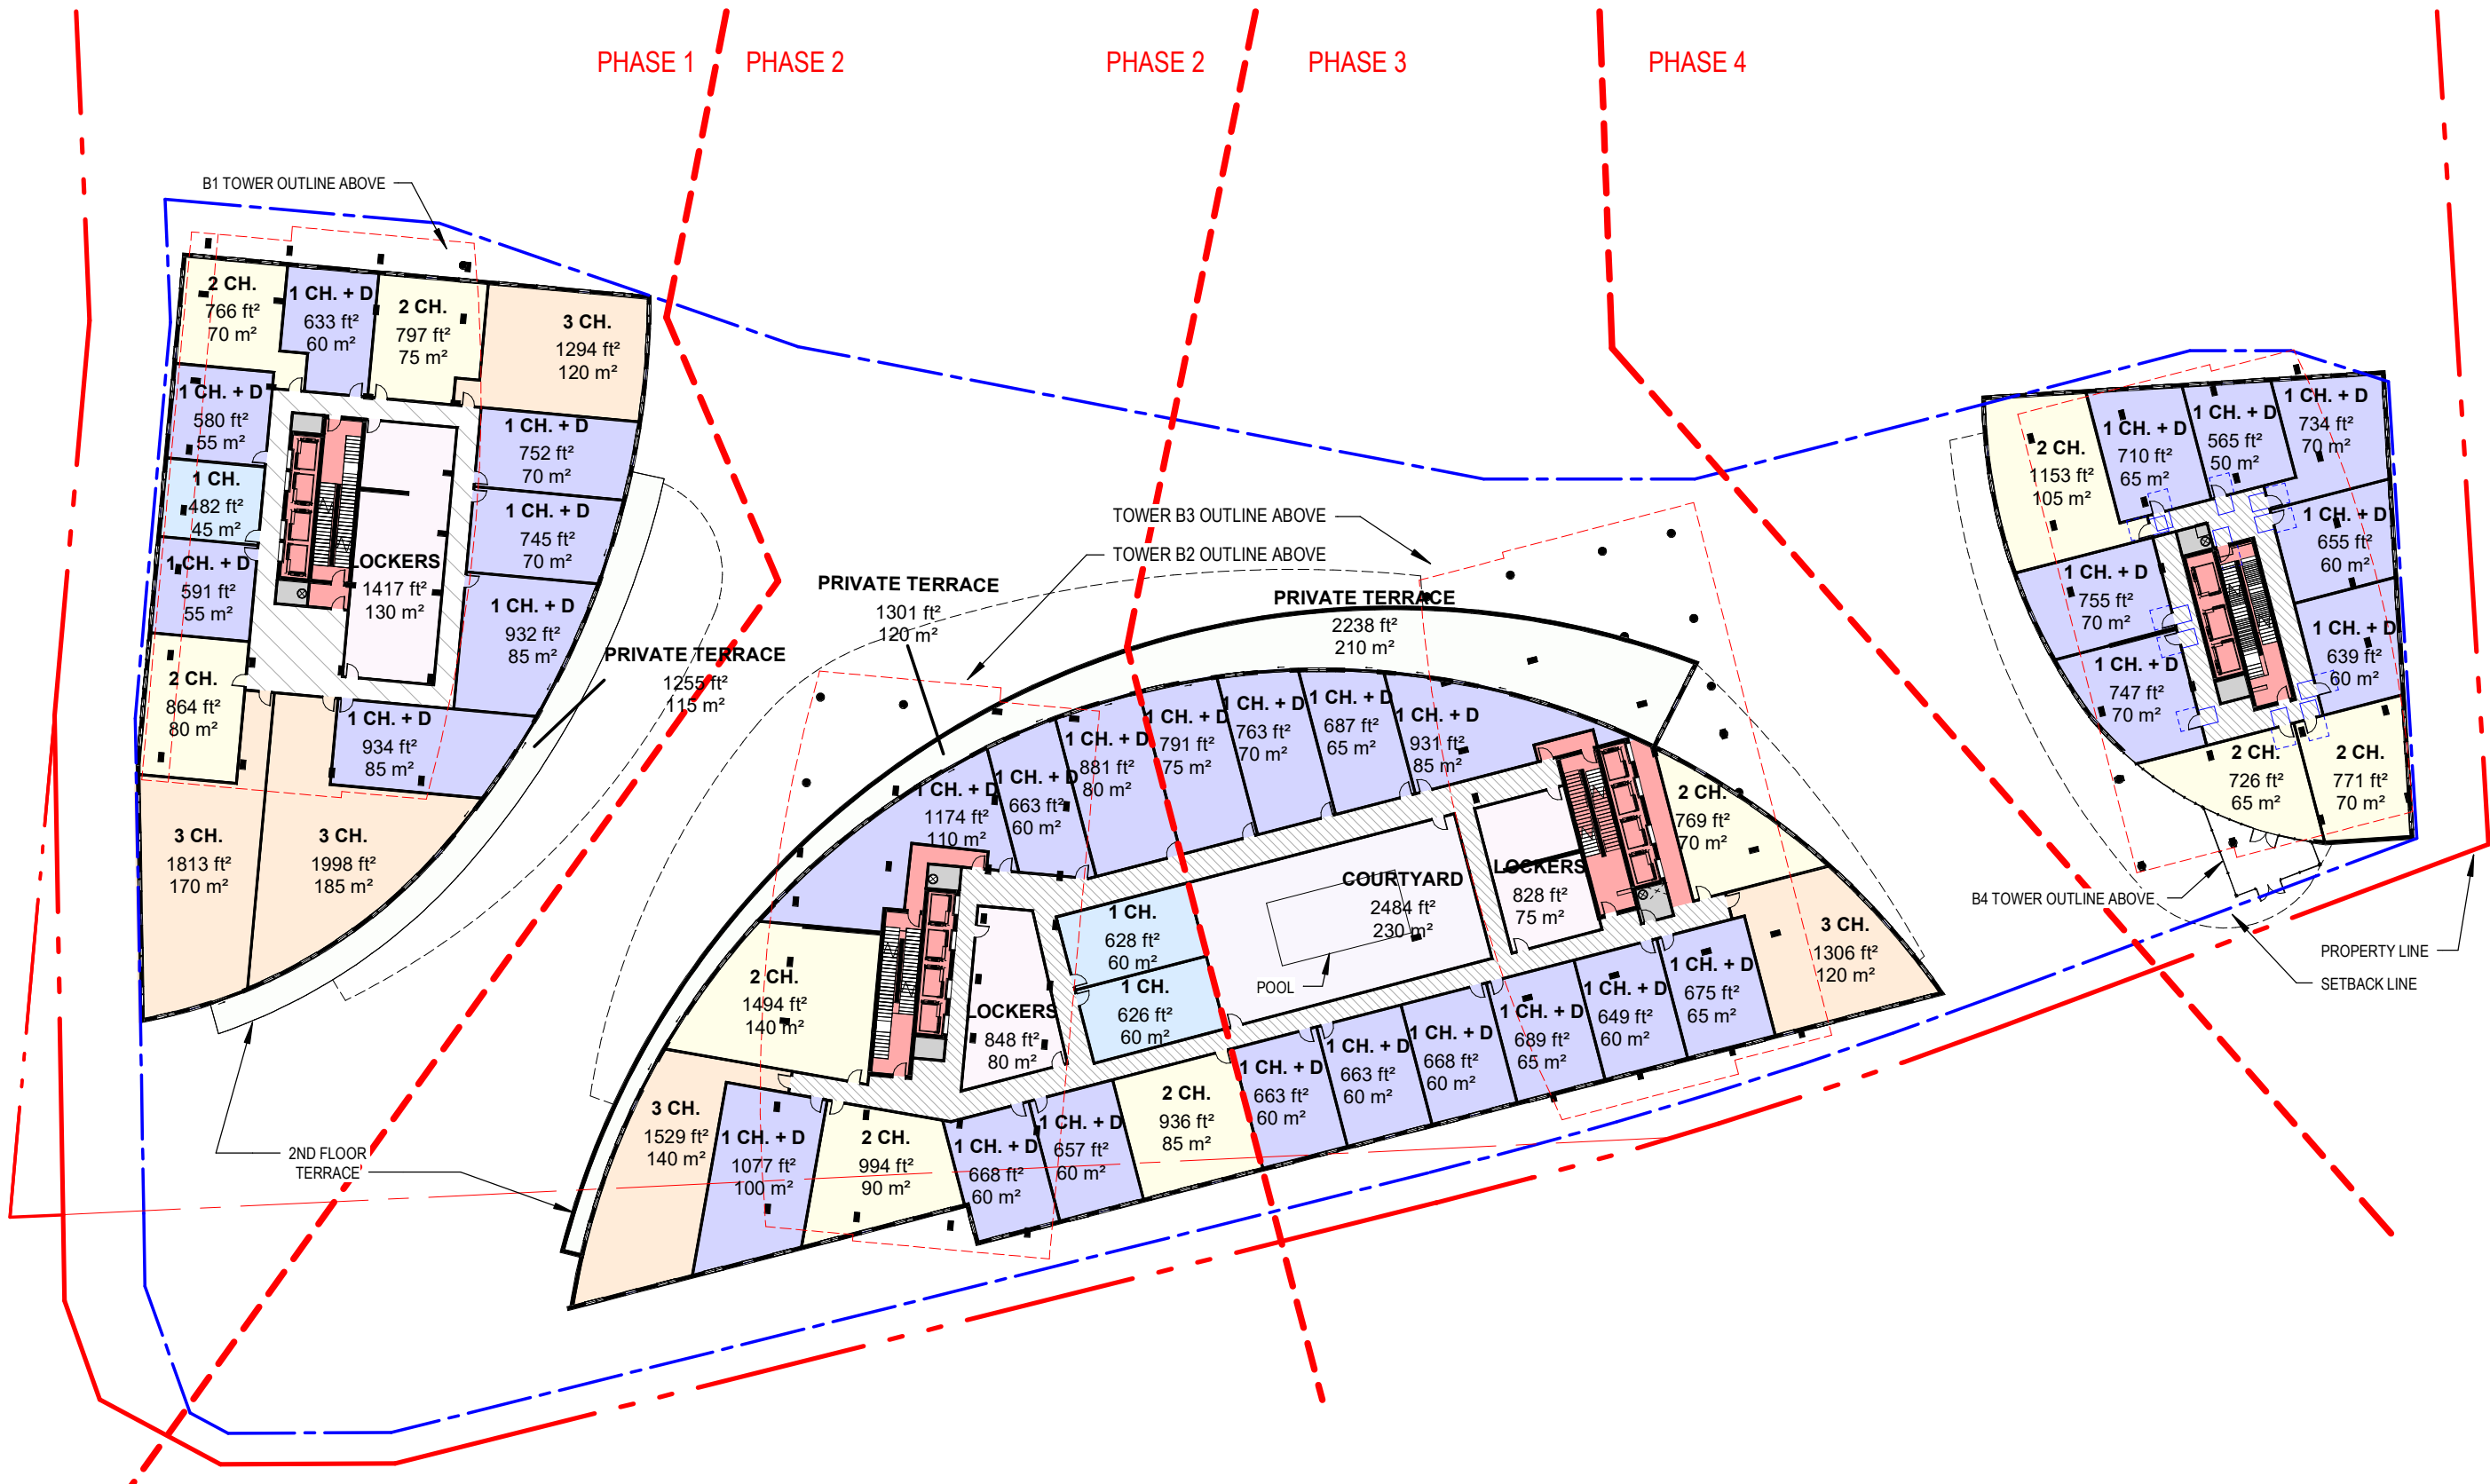 PHASE 1
PHASE 2
PHASE 2
PHASE 3
PHASE 4
B1 TOWER OUTLINE ABOVE
2 CH.
766 ft²
70 m²
1 CH. + D
633 ft²
60 m²
2 CH.
797 ft²
75 m²
3 CH.
1294 ft²
120 m²
1 CH. + D
580 ft²
55 m²
1 CH.
482 ft²
45 m²
1 CH. + D
591 ft²
55 m²
2 CH.
864 ft²
80 m²
LOCKERS
1417 ft²
130 m²
1 CH. + D
752 ft²
70 m²
1 CH. + D
745 ft²
70 m²
1 CH. + D
932 ft²
85 m²
1 CH. + D
934 ft²
85 m²
3 CH.
1813 ft²
170 m²
3 CH.
1998 ft²
185 m²
PRIVATE TERRACE
1255 ft²
115 m²
2ND FLOOR
TERRACE
TOWER B3 OUTLINE ABOVE
TOWER B2 OUTLINE ABOVE
PRIVATE TERRACE
1301 ft²
120 m²
PRIVATE TERRACE
2238 ft²
210 m²
1 CH. + D
1174 ft²
110 m²
1 CH. + D
663 ft²
60 m²
1 CH. + D
881 ft²
80 m²
1 CH. + D
791 ft²
75 m²
1 CH. + D
763 ft²
70 m²
1 CH. + D
687 ft²
65 m²
1 CH. + D
931 ft²
85 m²
2 CH.
769 ft²
70 m²
2 CH.
1494 ft²
140 m²
LOCKERS
848 ft²
80 m²
1 CH.
628 ft²
60 m²
1 CH.
626 ft²
60 m²
COURTYARD
2484 ft²
230 m²
POOL
LOCKERS
828 ft²
75 m²
3 CH.
1306 ft²
120 m²
3 CH.
1529 ft²
140 m²
1 CH. + D
1077 ft²
100 m²
2 CH.
994 ft²
90 m²
1 CH. + D
668 ft²
60 m²
1 CH. + D
657 ft²
60 m²
2 CH.
936 ft²
85 m²
1 CH. + D
663 ft²
60 m²
1 CH. + D
663 ft²
60 m²
1 CH. + D
668 ft²
60 m²
1 CH. + D
689 ft²
65 m²
1 CH. + D
649 ft²
60 m²
1 CH. + D
675 ft²
65 m²
2 CH.
1153 ft²
105 m²
1 CH. + D
710 ft²
65 m²
1 CH. + D
565 ft²
50 m²
1 CH. + D
734 ft²
70 m²
1 CH. + D
655 ft²
60 m²
1 CH. + D
755 ft²
70 m²
1 CH. + D
639 ft²
60 m²
1 CH. + D
747 ft²
70 m²
2 CH.
726 ft²
65 m²
2 CH.
771 ft²
70 m²
B4 TOWER OUTLINE ABOVE
PROPERTY LINE
SETBACK LINE